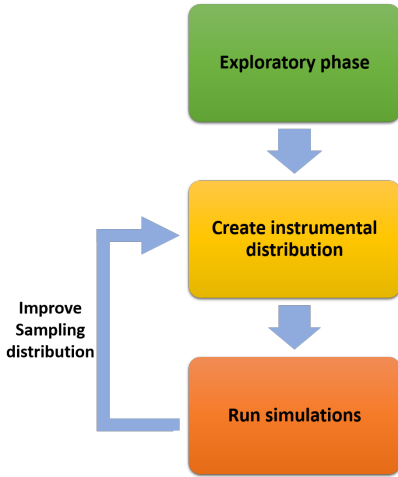 Exploratory phase
Create instrumental
distribution
Improve
Sampling
distribution
Run simulations